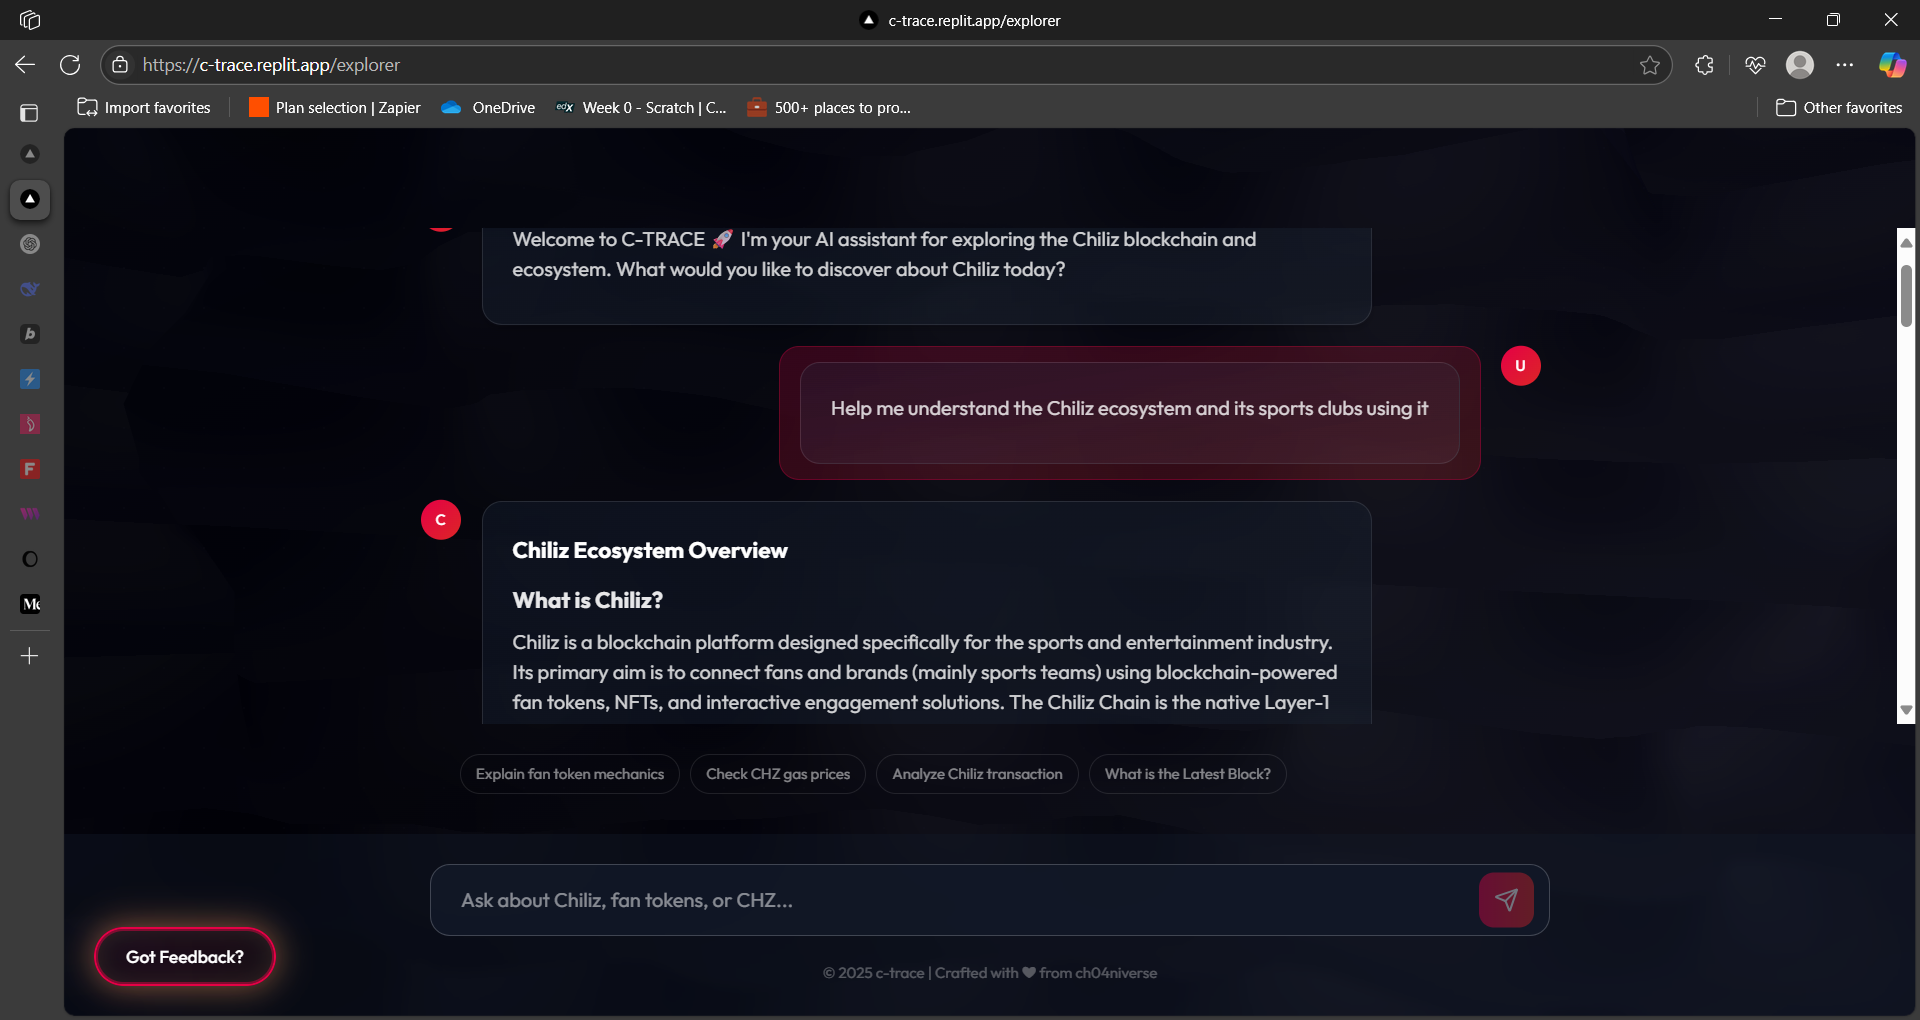 c-trace.replit.app/explorer
https://c-trace.replit.app/explorer
Import favorites
Plan selection | Zapier
OneDrive
edX
Week 0 - Scratch | C...
500+ places to pro...
Other favorites
Welcome to C-TRACE 🚀 I'm your AI assistant for exploring the Chiliz blockchain and
ecosystem. What would you like to discover about Chiliz today?
U
Help me understand the Chiliz ecosystem and its sports clubs using it
C
Chiliz Ecosystem Overview
What is Chiliz?
Chiliz is a blockchain platform designed specifically for the sports and entertainment industry.
Its primary aim is to connect fans and brands (mainly sports teams) using blockchain-powered
fan tokens, NFTs, and interactive engagement solutions. The Chiliz Chain is the native Layer-1
Explain fan token mechanics
Check CHZ gas prices
Analyze Chiliz transaction
What is the Latest Block?
Ask about Chiliz, fan tokens, or CHZ...
Got Feedback?
© 2025 c-trace | Crafted with ♥ from ch04niverse
b
F
O